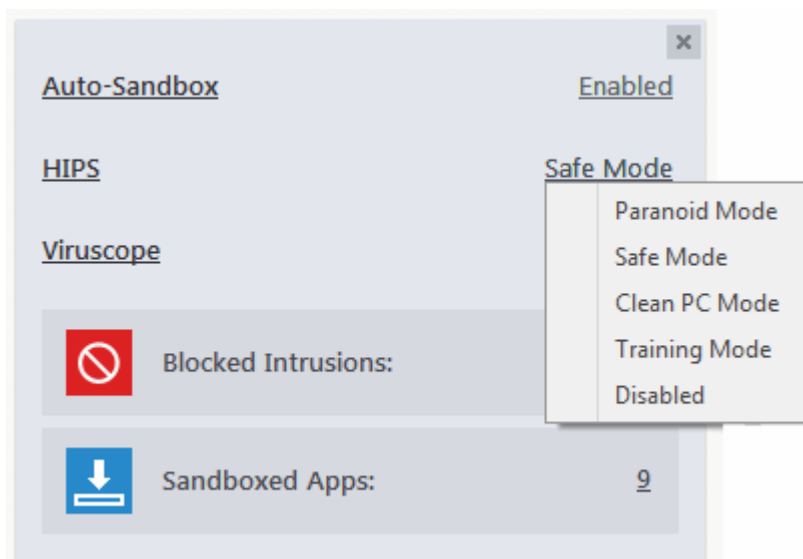 Auto-Sandbox Enabled
HIPS Safe Mode
Paranoid Mode
Safe Mode
Clean PC Mode
Training Mode
Disabled
Viruscope
Blocked Intrusions:
Sandboxed Apps: 9